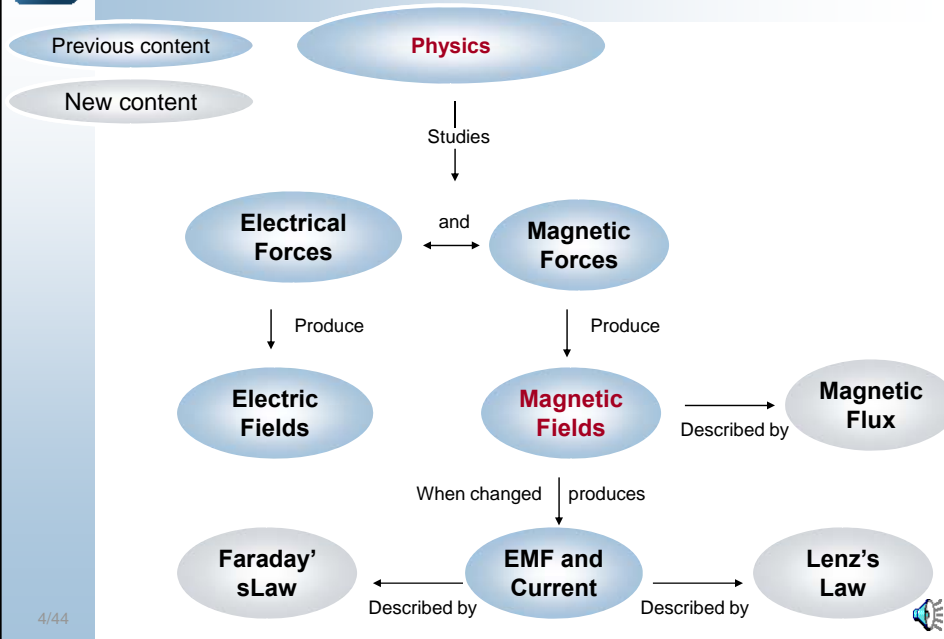 Previous content
Physics
New content
Studies
Electrical
Forces
and
Magnetic
Forces
Produce
Produce
Electric
Fields
Magnetic
Fields
Described by
Magnetic
Flux
When changed produces
Faraday’
sLaw
Described by
EMF and
Current
Described by
Lenz’s
Law
4/44